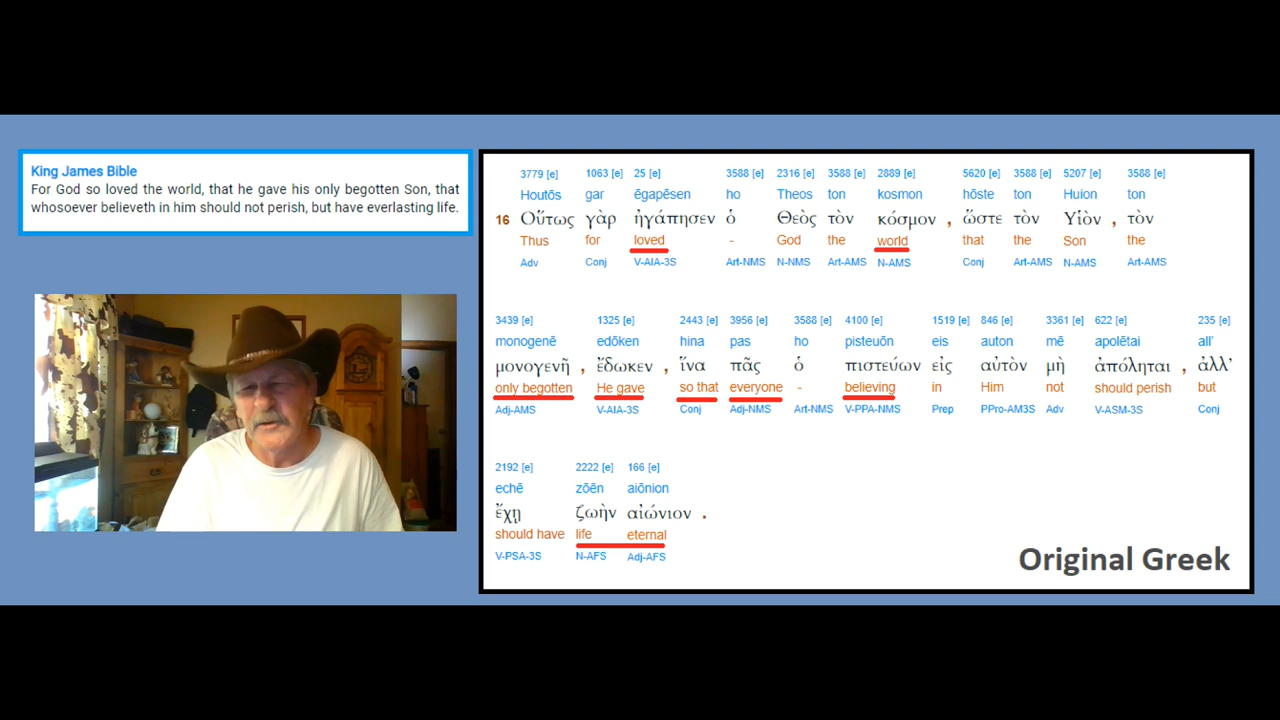 King James Bible
For God so loved the world, that he gave his only begotten Son, that
whosoever believeth in him should not perish, but have everlasting life.
3779 [e] 1063 [e] 25 [e] 3588 [e] 2316 [e] 3588 [e] 2889 [e] 5620 [e] 3588 [e] 5207 [e] 3588 [e]
Houtōs gar ēgapēsen ho Theos ton kosmon hōste ton Huion ton
16 Οὕτως γὰρ ἠγάπησεν ὁ Θεὸς τὸν κόσμον , ὥστε τὸν Υἱὸν , τὸν
Thus for loved - God the world that the Son the
Adv Conj V-AIA-3S Art-NMS N-NMS Art-AMS N-AMS Conj Art-AMS N-AMS Art-AMS
3439 [e] 1325 [e] 2443 [e] 3956 [e] 3588 [e] 4100 [e] 1519 [e] 846 [e] 3361 [e] 622 [e] 235 [e]
monogenē edōken hina pas ho pisteuōn eis auton mē apolētai all’
μονογενῆ , ἔδωκεν , ἵνα πᾶς ὁ πιστεύων εἰς αὐτὸν μὴ ἀπόληται , ἀλλ’
only begotten He gave so that everyone - believing in Him not should perish but
Adj-AMS V-AIA-3S Conj Adj-NMS Art-NMS V-PPA-NMS Prep PPro-AM3S Adv V-ASM-3S Conj
2192 [e] 2222 [e] 166 [e]
echē zōēn aiōnion
ἔχῃ ζωὴν αἰώνιον .
should have life eternal
V-PSA-3S N-AFS Adj-AFS
Original Greek